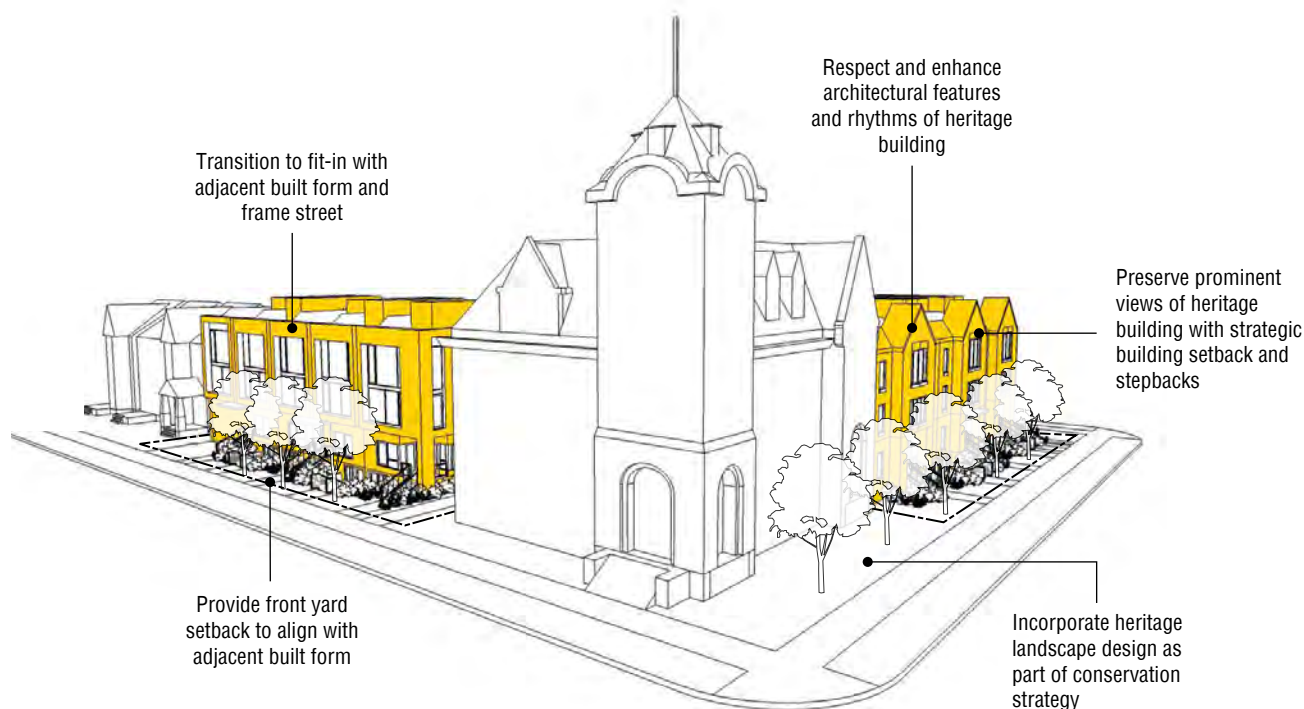 Respect and enhance
architectural features
and rhythms of heritage
building
Transition to fit-in with
adjacent built form and
frame street
Preserve prominent
views of heritage
building with strategic
building setback and
stepbacks
Provide front yard
setback to align with
adjacent built form
Incorporate heritage
landscape design as
part of conservation
strategy